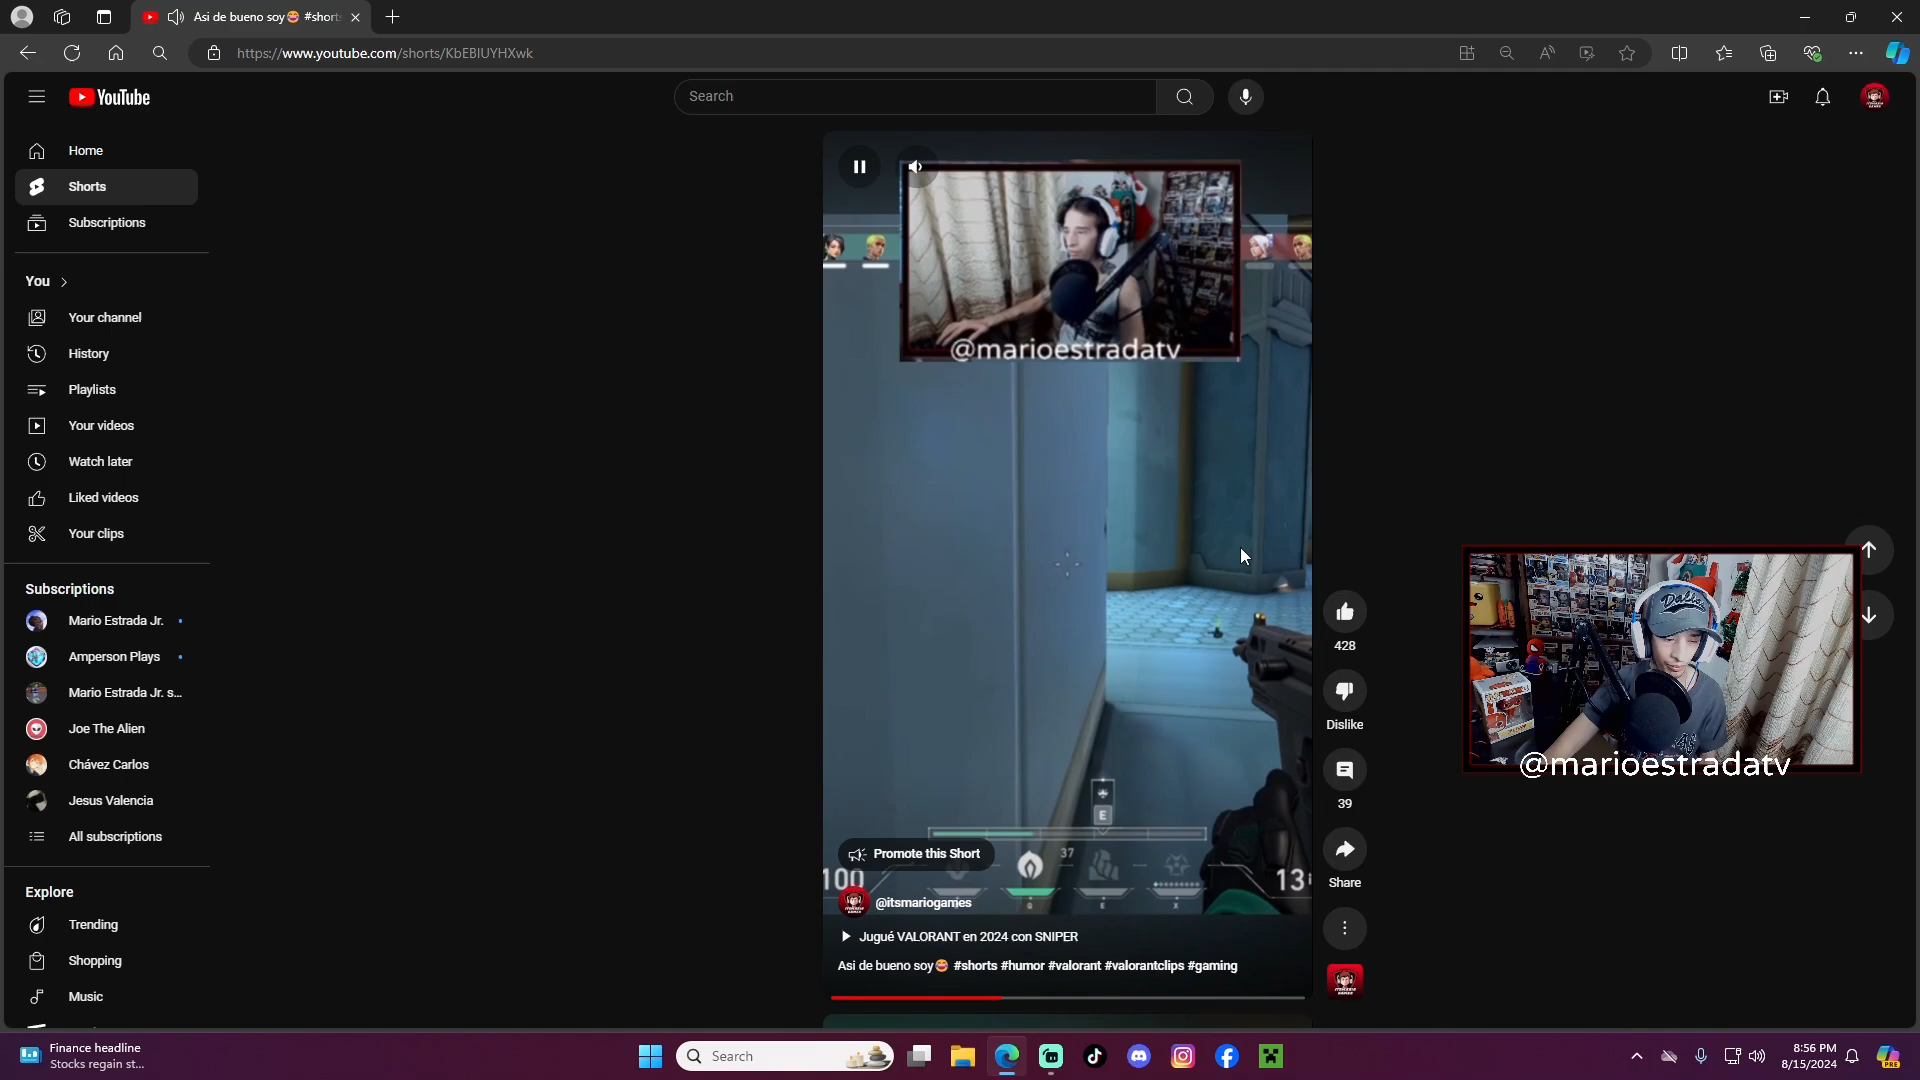 Asi de bueno soy😂 #shorts
https://www.youtube.com/shorts/KbEBIUYHXwk
YouTube
Search
Home
Shorts
Subscriptions
You
Your channel
History
Playlists
Your videos
Watch later
Liked videos
Your clips
Subscriptions
Mario Estrada Jr.
Amperson Plays
Mario Estrada Jr. s...
Joe The Alien
Chávez Carlos
Jesus Valencia
All subscriptions
Explore
Trending
Shopping
Music
@marioestradatv
E
37
100
13
Q
E
X
Promote this Short
@itsmariogames
Jugué VALORANT en 2024 con SNIPER
Asi de bueno soy😂 #shorts #humor #valorant #valorantclips #gaming
428
Dislike
39
Share
@marioestradatv
Finance headline
Stocks regain st...
Search
8:56 PM
8/15/2024
PRE